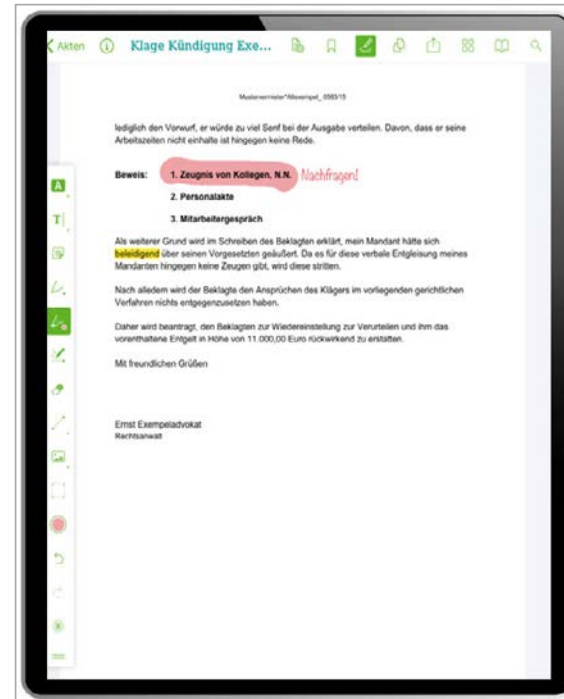 Akten
Klage Kündigung Exe...
Mustervermieter*Allexempel_ 0583/15
lediglich den Vorwurf, er würde zu viel Senf bei der Ausgabe verteilen. Davon, dass er seine
Arbeitszeiten nicht einhalte ist hingegen keine Rede.
Beweis: 1. Zeugnis von Kollegen, N.N. Nachfragen!
2. Personalakte
3. Mitarbeitergespräch
Als weiterer Grund wird im Schreiben des Beklagten erklärt, mein Mandant hätte sich
beleidigend über seinen Vorgesetzten geäußert. Da es für diese verbale Entgleisung meines
Mandanten hingegen keine Zeugen gibt, wird diese stritten.
Nach alledem wird der Beklagte den Ansprüchen des Klägers im vorliegenden gerichtlichen
Verfahren nichts entgegenzusetzen haben.
Daher wird beantragt, den Beklagten zur Wiedereinstellung zur Verurteilen und ihm das
vorenthaltene Entgelt in Höhe von 11.000,00 Euro rückwirkend zu erstatten.
Mit freundlichen Grüßen
Ernst Exempeladvokat
Rechtsanwalt
A
T